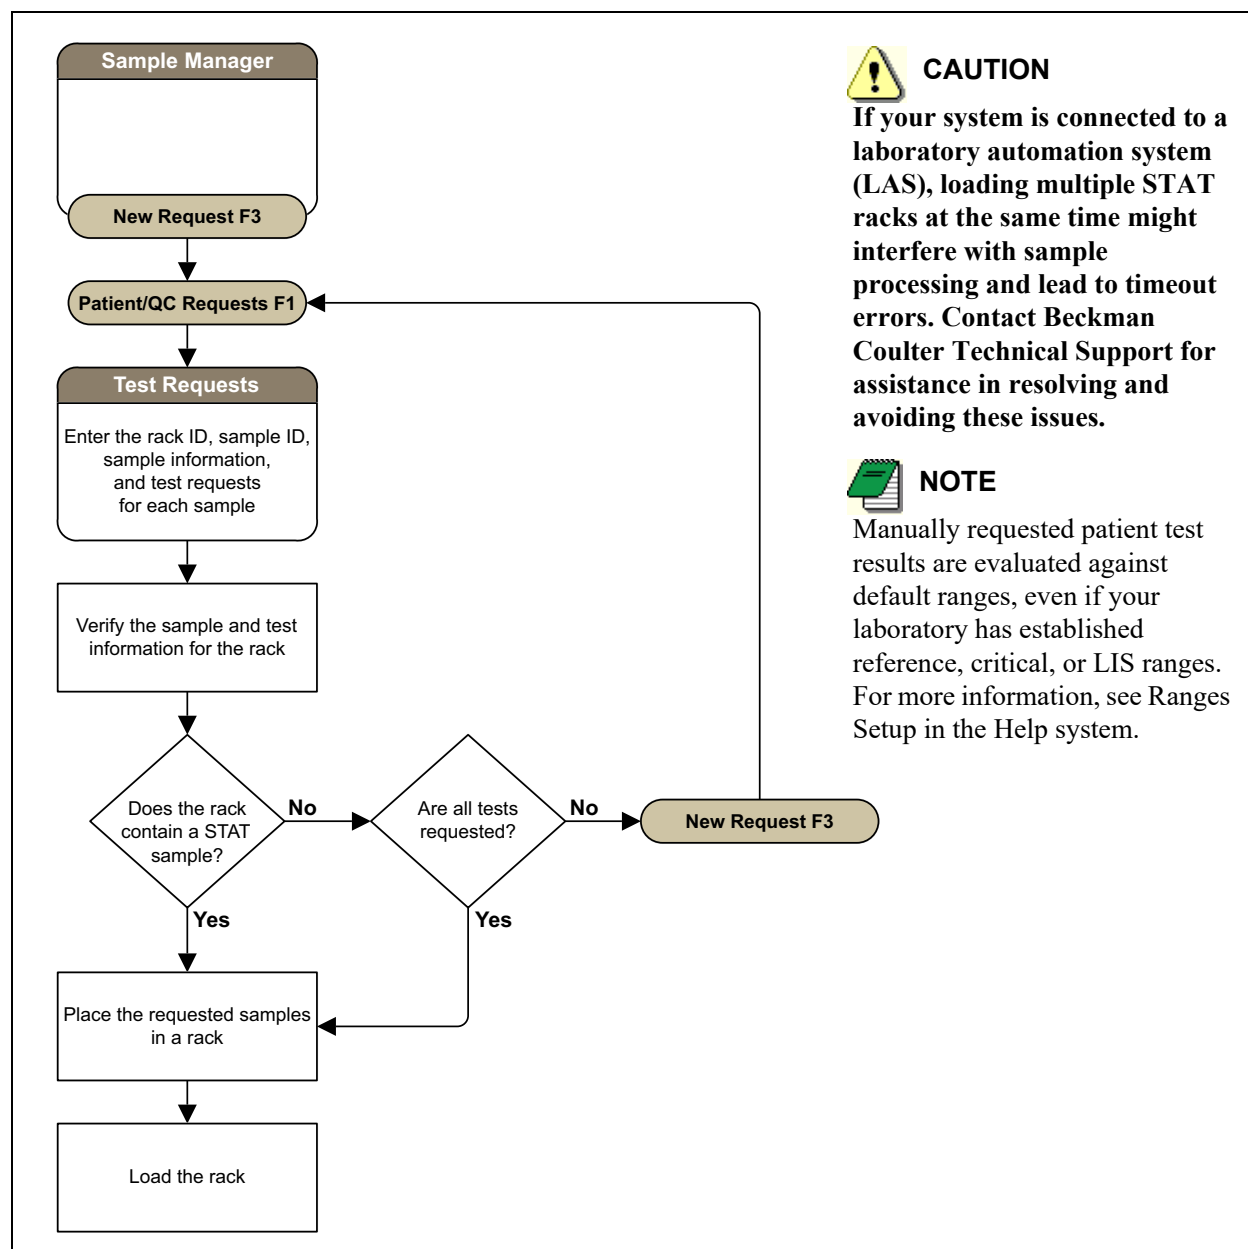 Sample Manager
New Request F3
Patient/QC Requests F1
Test Requests
Enter the rack ID, sample ID,
sample information,
and test requests
for each sample
Verify the sample and test
information for the rack
Does the rack
contain a STAT
sample?
No
Yes
Are all tests
requested?
No
Yes
New Request F3
Place the requested samples
in a rack
Load the rack
CAUTION
If your system is connected to a
laboratory automation system
(LAS), loading multiple STAT
racks at the same time might
interfere with sample
processing and lead to timeout
errors. Contact Beckman
Coulter Technical Support for
assistance in resolving and
avoiding these issues.
NOTE
Manually requested patient test
results are evaluated against
default ranges, even if your
laboratory has established
reference, critical, or LIS ranges.
For more information, see Ranges
Setup in the Help system.